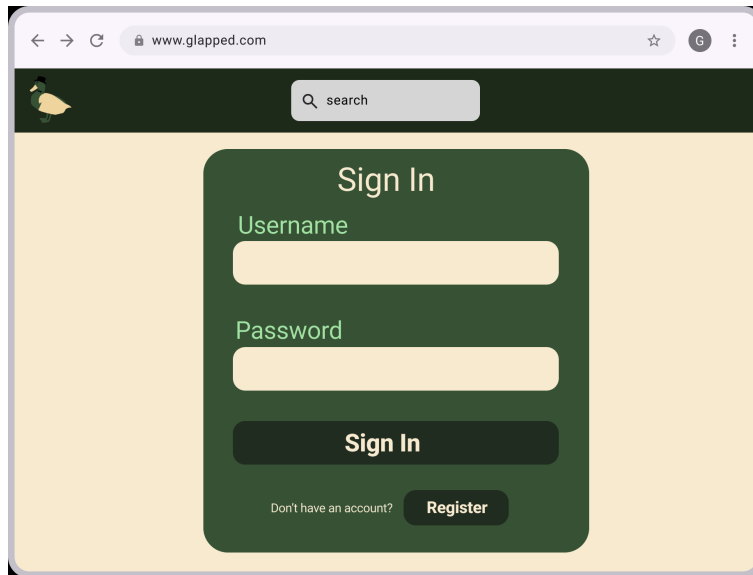 www.glapped.com
G
search
Sign In
Username
Password
Sign In
Don't have an account?
Register